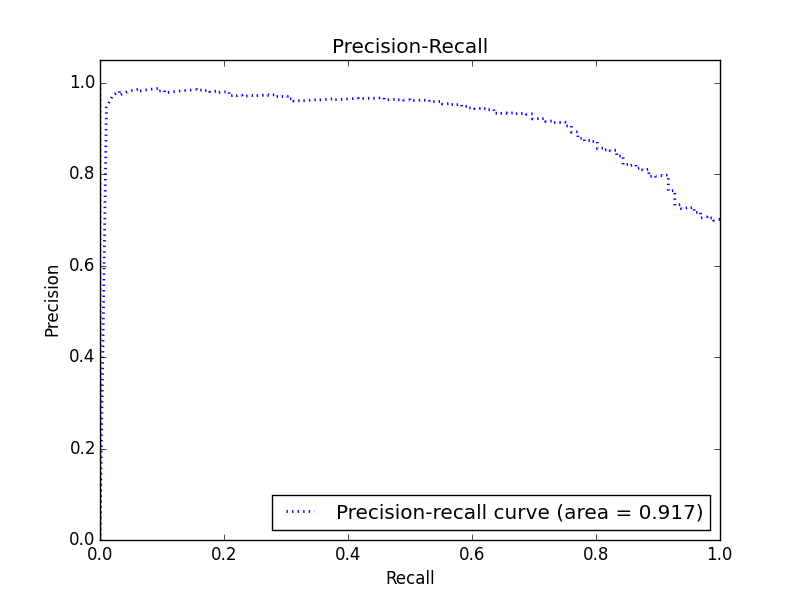 Precision-Recall
1.0
0.8
0.6
0.4
0.2
0.0
Precision
0.0 0.2 0.4 0.6 0.8 1.0
Recall
Precision-recall curve (area = 0.917)